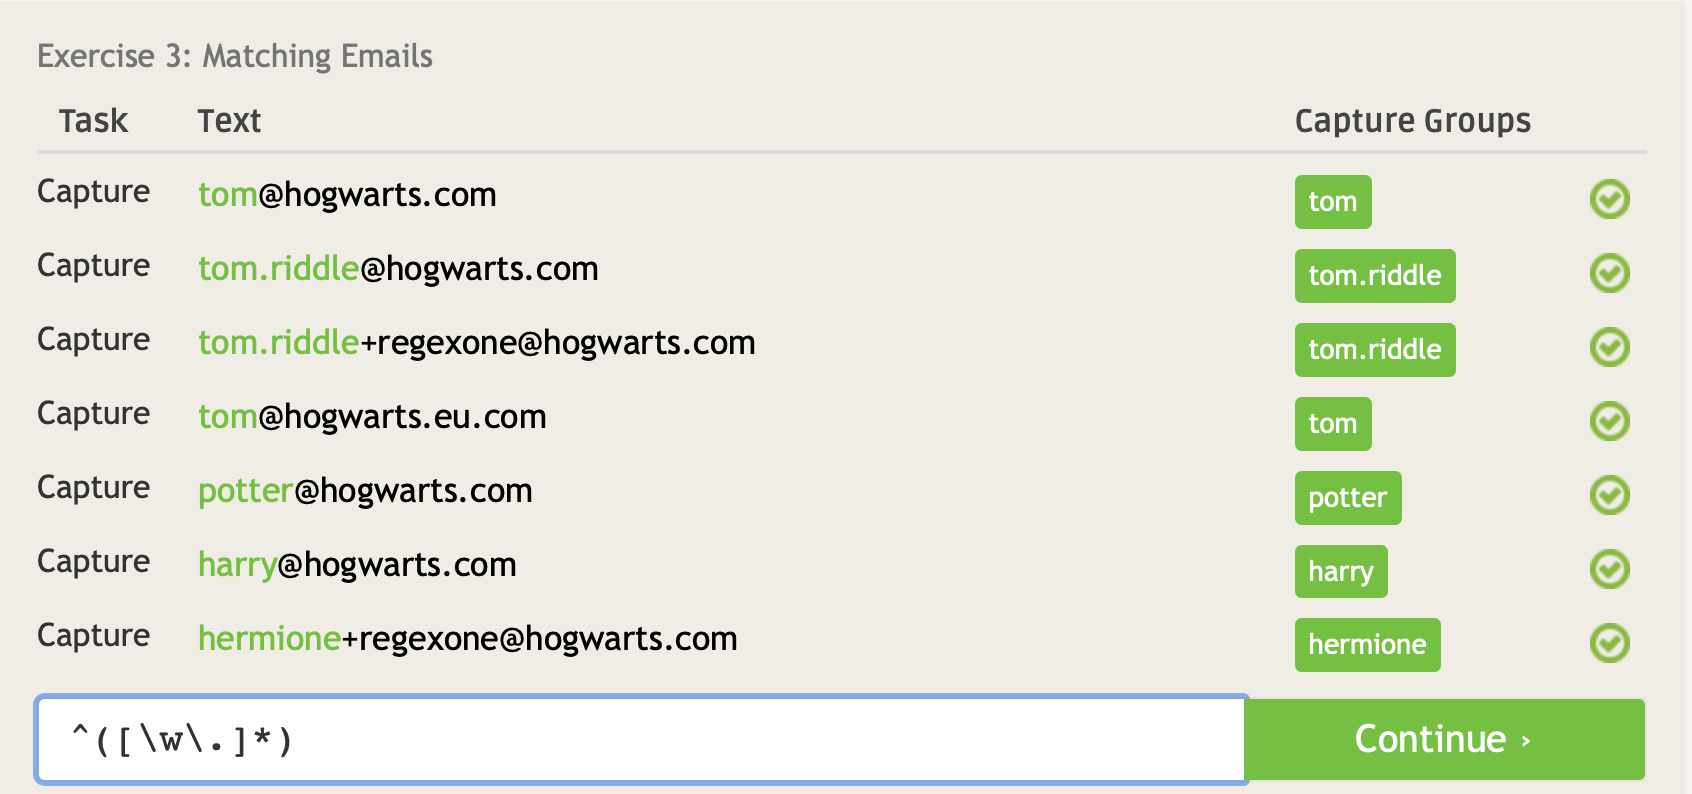 Exercise 3: Matching Emails
Task Text Capture Groups
Capture tom@hogwarts.com tom
Capture tom.riddle@hogwarts.com tom.riddle
Capture tom.riddle+regexone@hogwarts.com tom.riddle
Capture tom@hogwarts.eu.com tom
Capture potter@hogwarts.com potter
Capture harry@hogwarts.com harry
Capture hermione+regexone@hogwarts.com hermione
^([\w\.]*) Continue ›